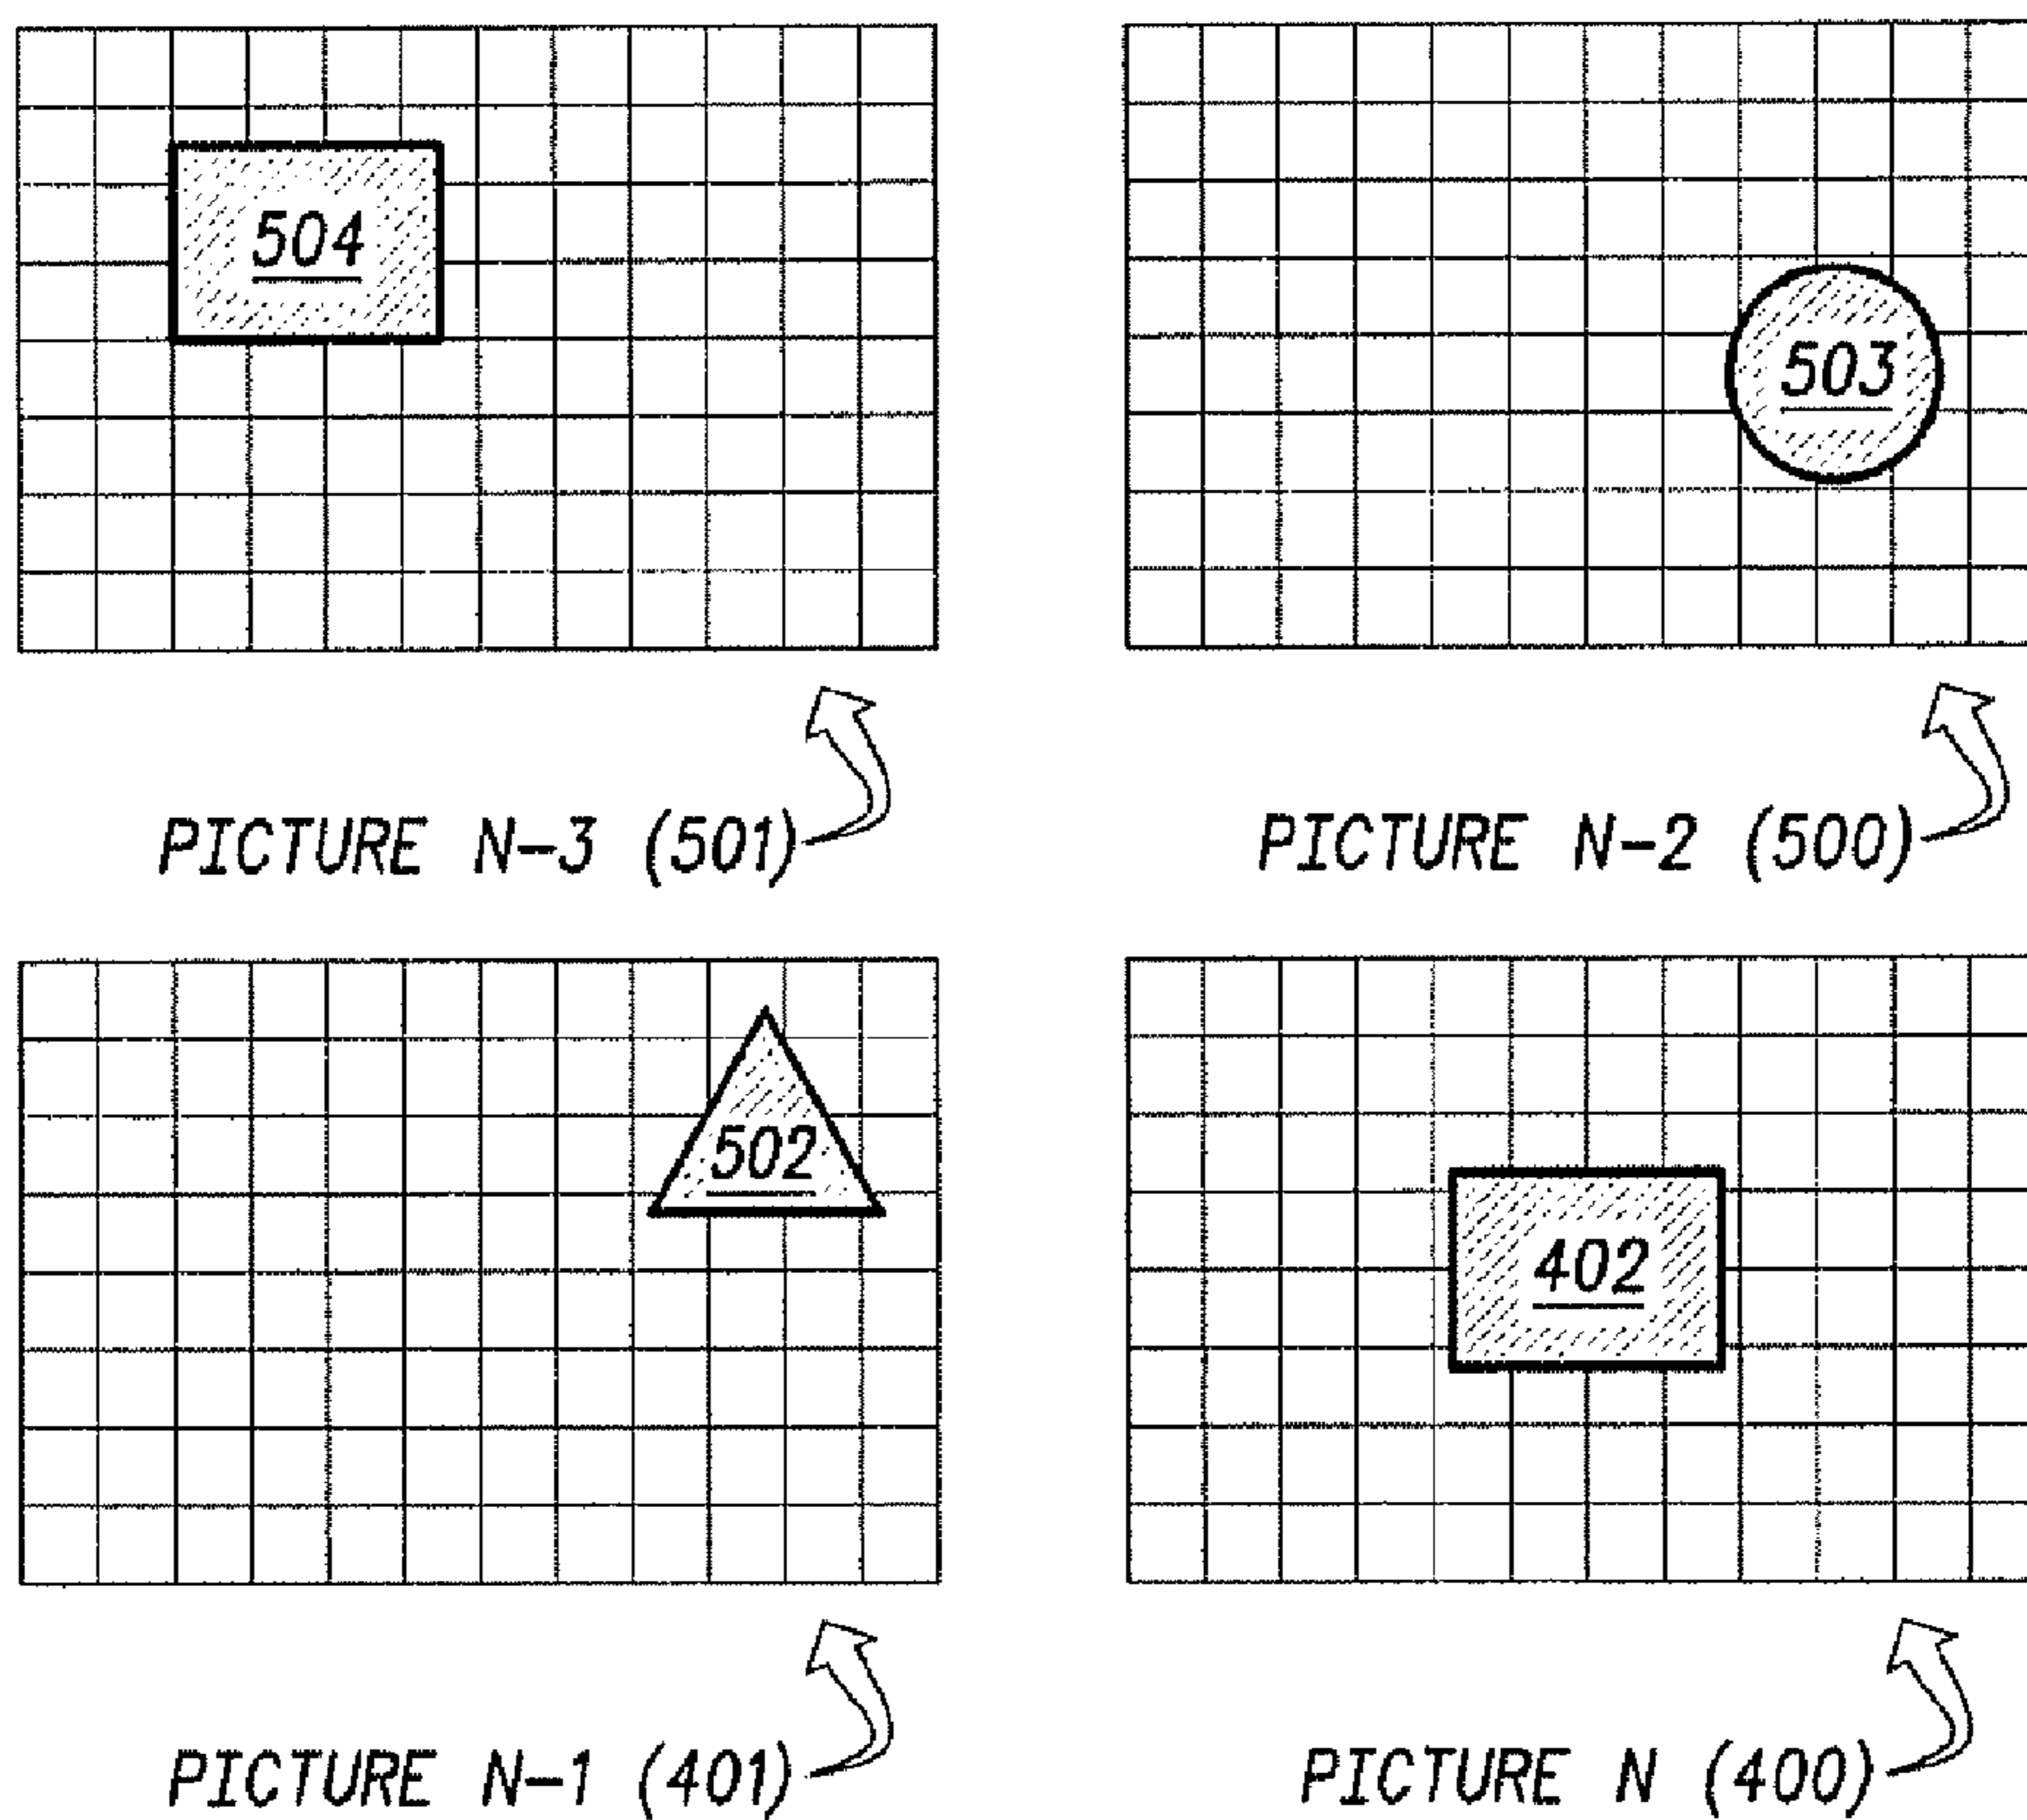 504
503
PICTURE N-3 (501)
PICTURE N-2 (500)
502
402
PICTURE N-1 (401)
PICTURE N (400)